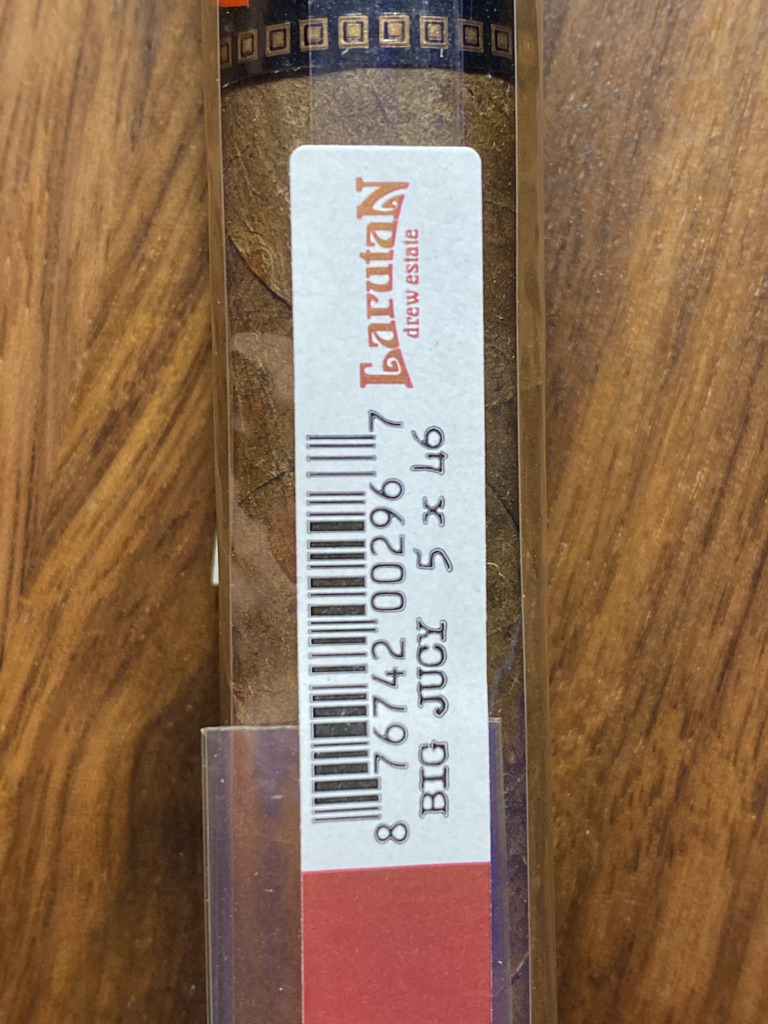 LarutaN
drew estate
8 76742 00296 7
BIG JUCY 5 x 46